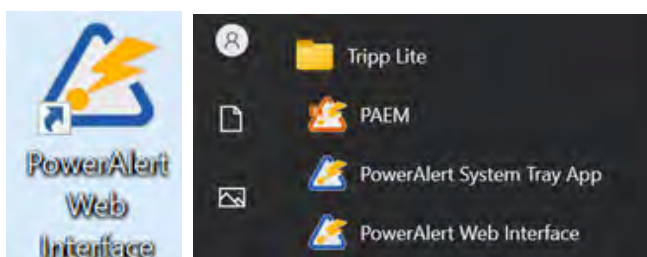 PowerAlert
Web
Interface
Tripp Lite
PAEM
PowerAlert System Tray App
PowerAlert Web Interface